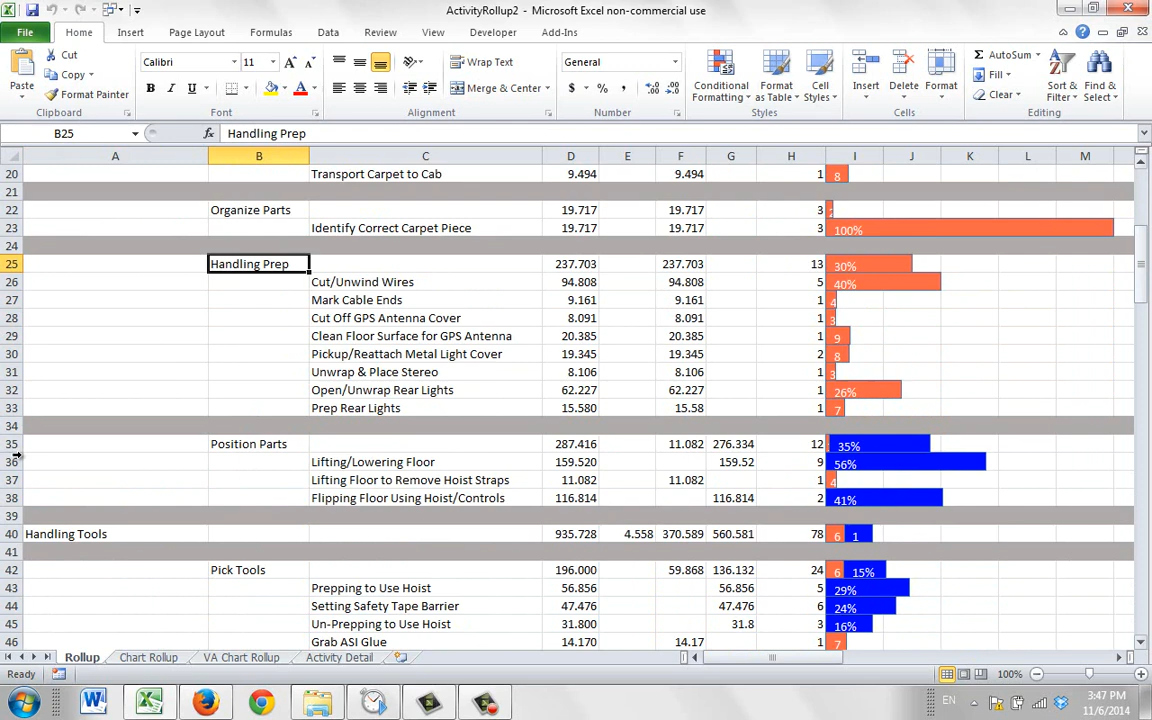 ActivityRollup2 - Microsoft Excel non-commercial use
File Home Insert Page Layout Formulas Data Review View Developer Add-Ins
Paste Cut Copy Format Painter Clipboard
Calibri 11 B I U A Font
Wrap Text Merge & Center Alignment
General $ % , Number
Conditional Formatting Format as Table Cell Styles Styles
Insert Delete Format Cells
Σ AutoSum Fill Clear Sort & Filter Find & Select Editing
B25 fx Handling Prep
A B C D E F G H I J K L M
20 Transport Carpet to Cab 9.494 9.494 1 8
21
22 Organize Parts 19.717 19.717 3
23 Identify Correct Carpet Piece 19.717 19.717 3 100%
24
25 Handling Prep 237.703 237.703 13 30%
26 Cut/Unwind Wires 94.808 94.808 5 40%
27 Mark Cable Ends 9.161 9.161 1 4
28 Cut Off GPS Antenna Cover 8.091 8.091 1 3
29 Clean Floor Surface for GPS Antenna 20.385 20.385 1 9
30 Pickup/Reattach Metal Light Cover 19.345 19.345 2 8
31 Unwrap & Place Stereo 8.106 8.106 1 3
32 Open/Unwrap Rear Lights 62.227 62.227 1 26%
33 Prep Rear Lights 15.580 15.58 1 7
34
35 Position Parts 287.416 11.082 276.334 12 35%
36 Lifting/Lowering Floor 159.520 159.52 9 56%
37 Lifting Floor to Remove Hoist Straps 11.082 11.082 1 4
38 Flipping Floor Using Hoist/Controls 116.814 116.814 2 41%
39
40 Handling Tools 935.728 4.558 370.589 560.581 78 6 1
41
42 Pick Tools 196.000 59.868 136.132 24 6 15%
43 Prepping to Use Hoist 56.856 56.856 5 29%
44 Setting Safety Tape Barrier 47.476 47.476 6 24%
45 Un-Prepping to Use Hoist 31.800 31.8 3 16%
46 Grab ASI Glue 14.170 14.17 1 7
Rollup Chart Rollup VA Chart Rollup Activity Detail
Ready 100%
EN 3:47 PM
11/6/2014